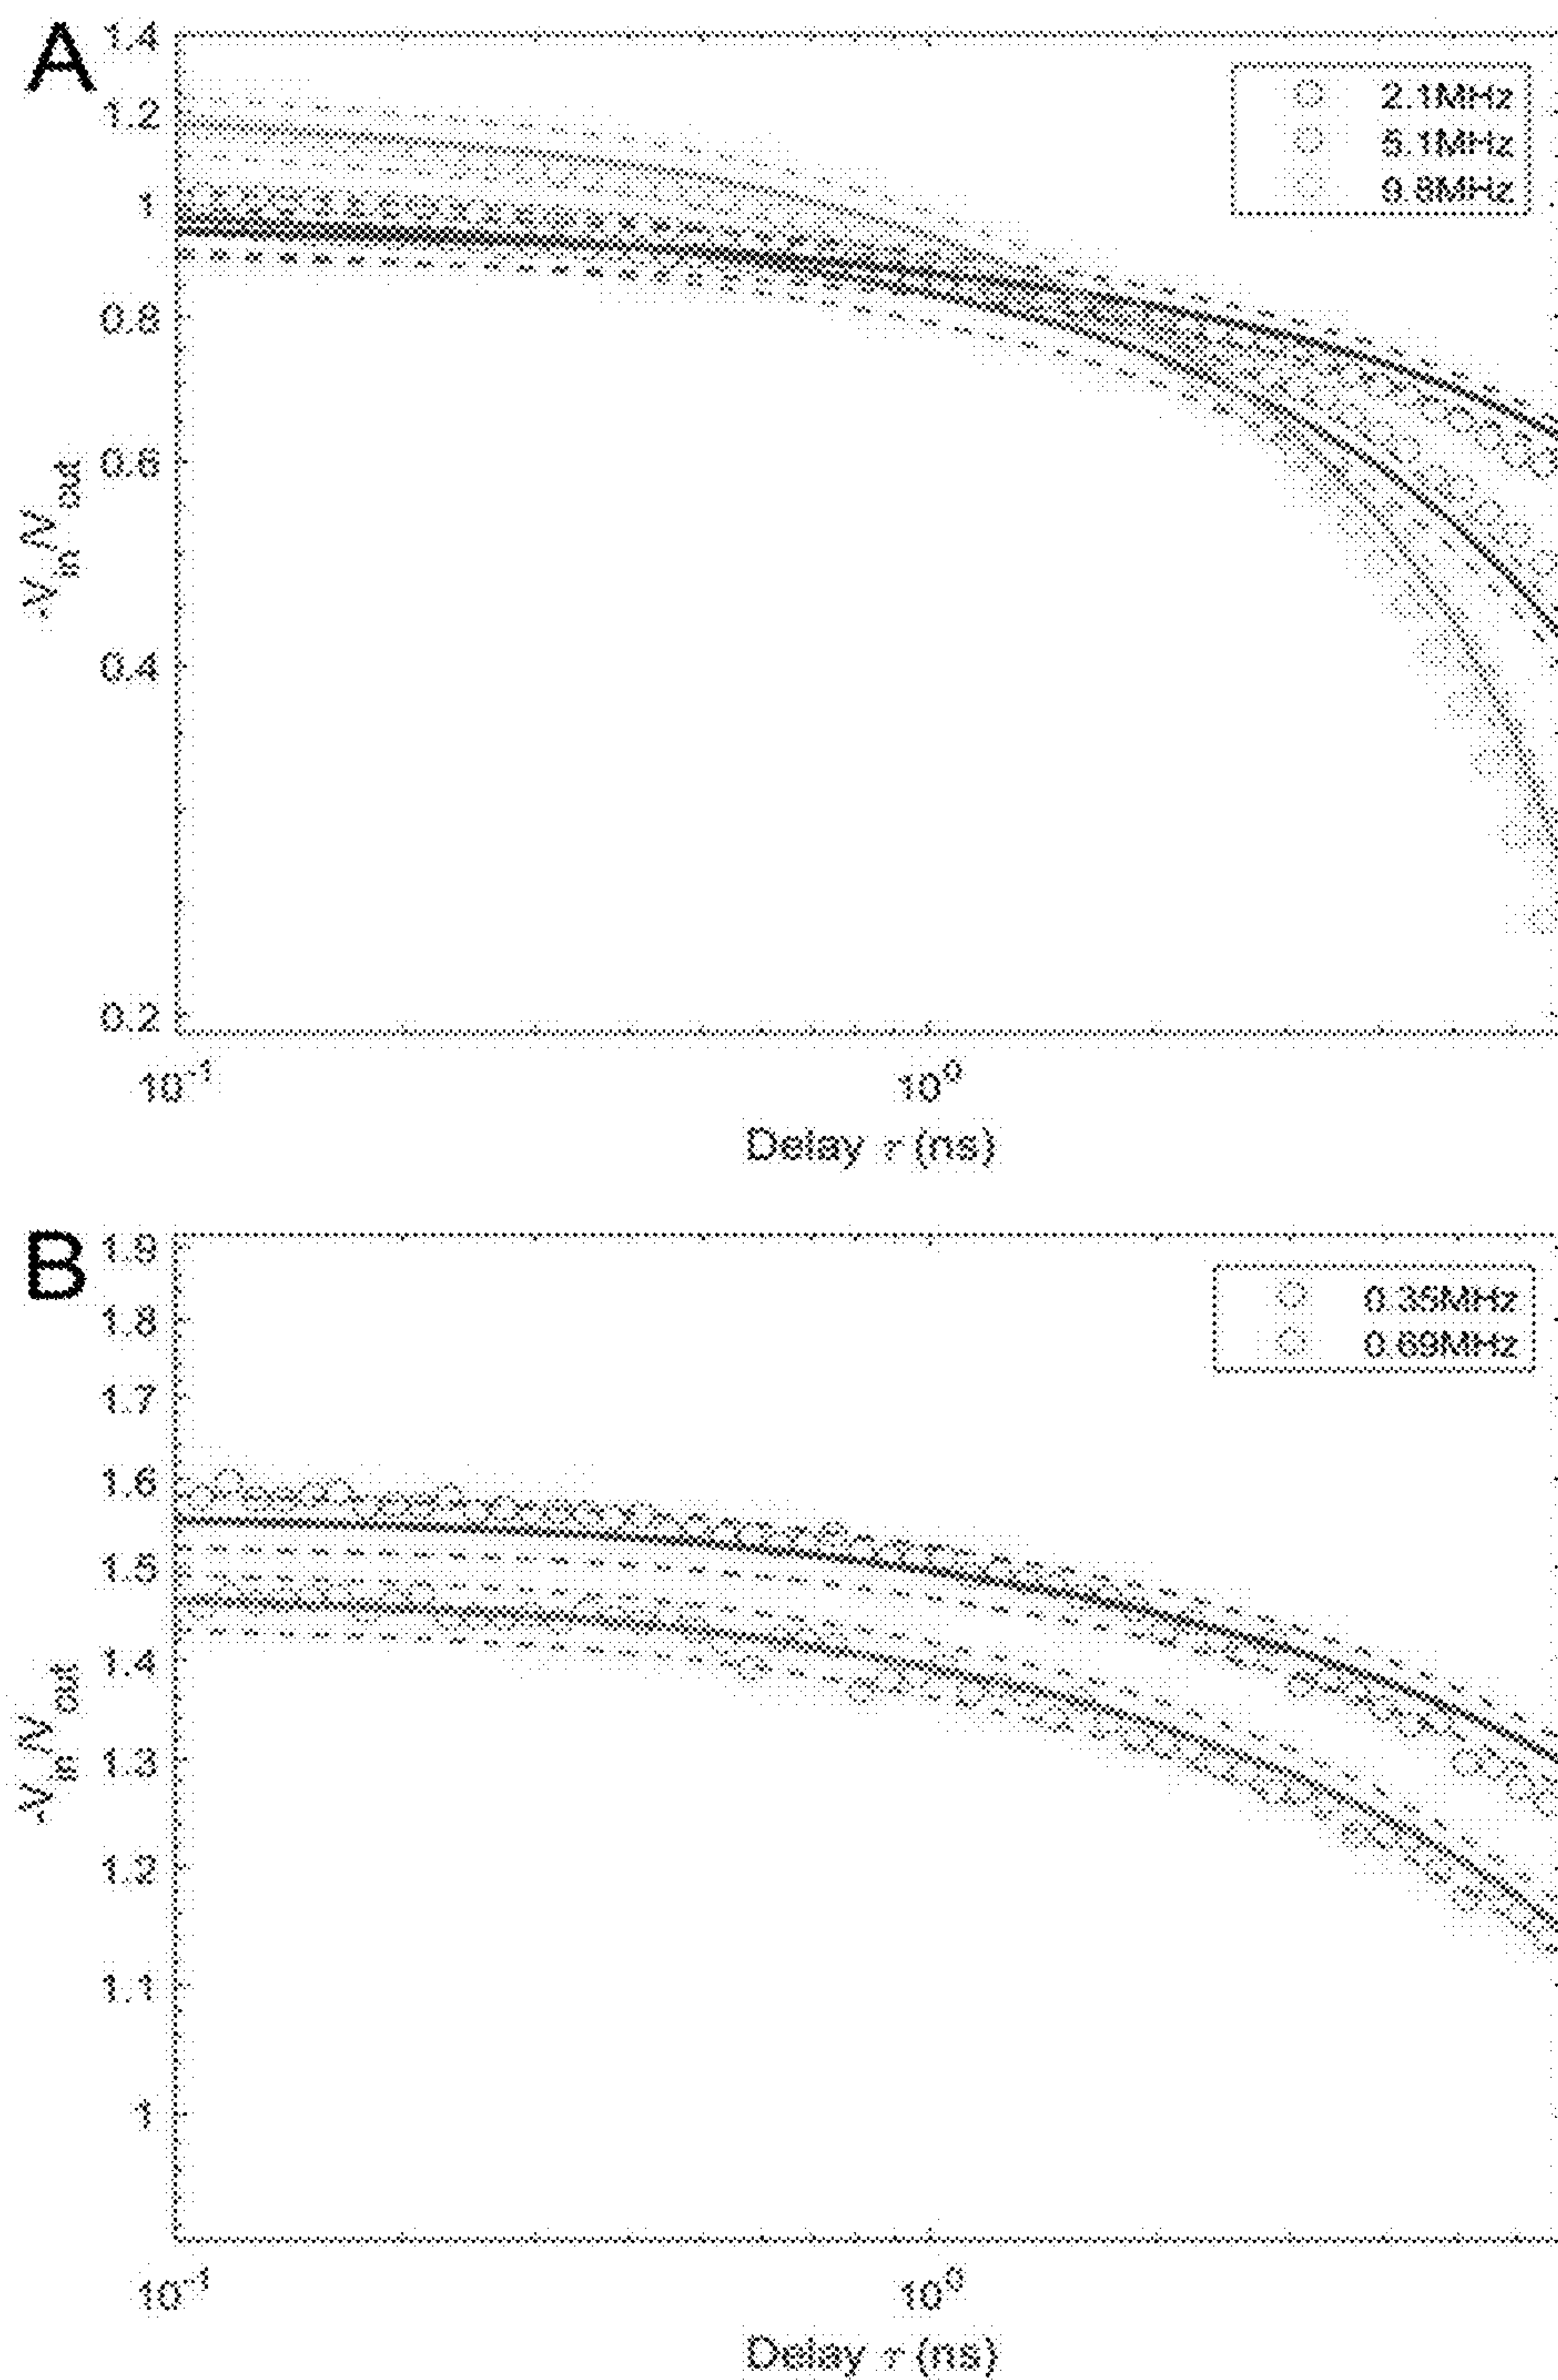 A
1.4
1.2
1
0.8
0.6
0.4
0.2
-V_in/V_out
2.1MHz
5.1MHz
9.8MHz
10^-1
10^0
Delay τ (ns)
B
1.9
1.8
1.7
1.6
1.5
1.4
1.3
1.2
1.1
1
-V_in/V_out
0.35MHz
0.69MHz
10^-1
10^0
Delay τ (ns)